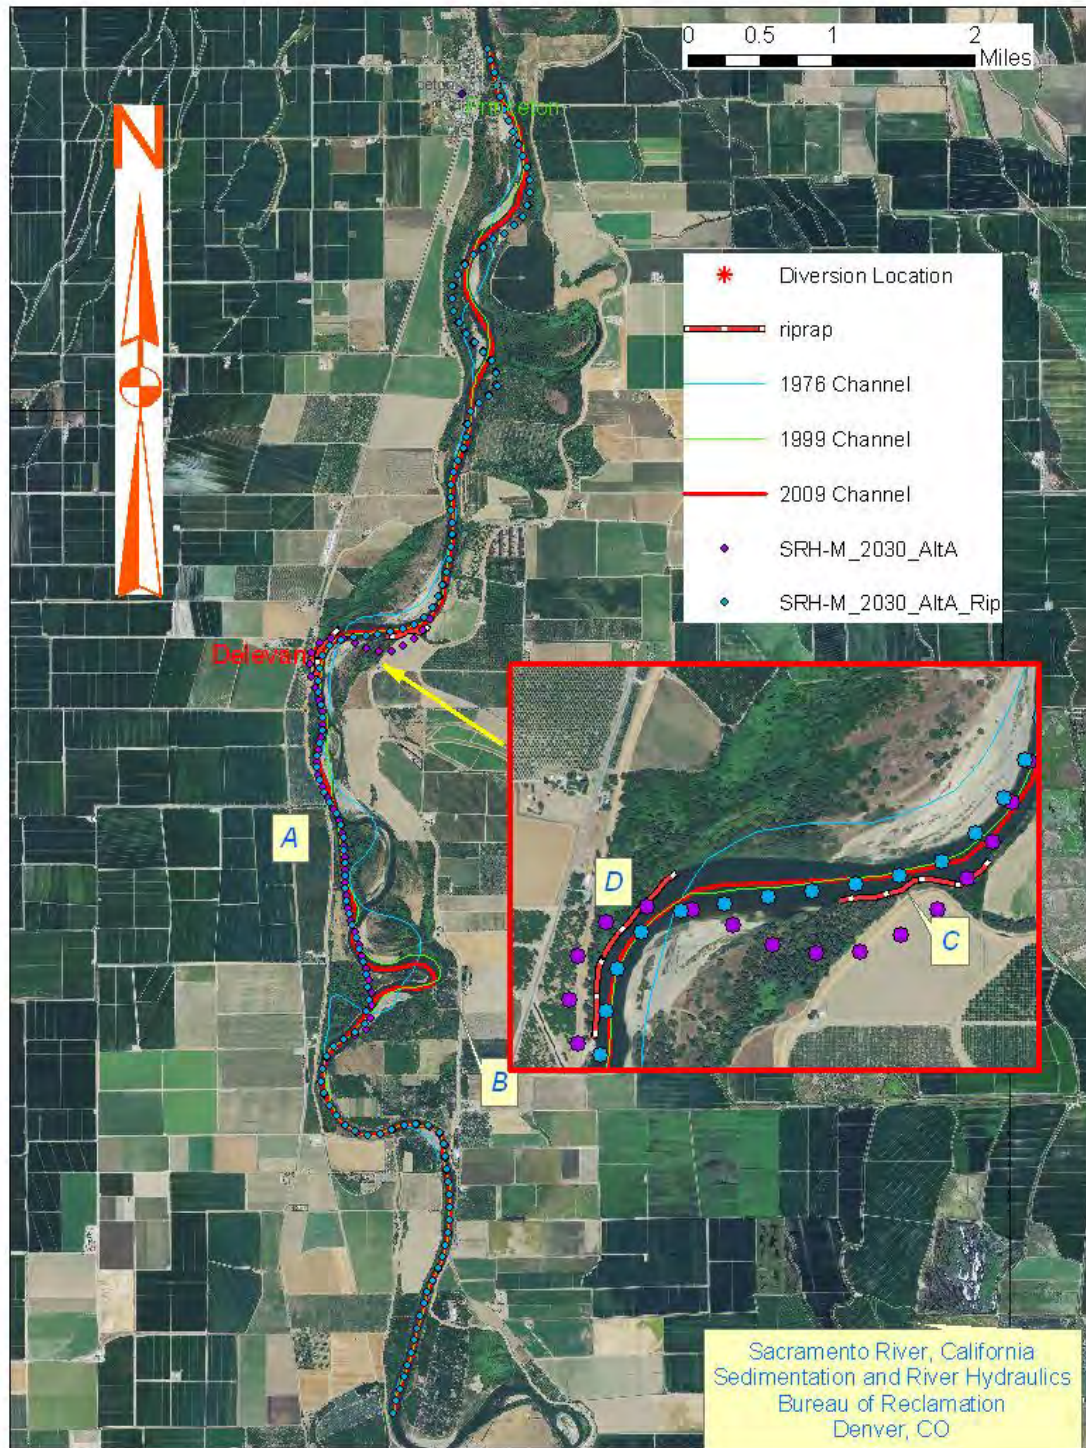 0 0.5 1 2
Miles
Princeton
N
Diversion Location
riprap
1976 Channel
1999 Channel
2009 Channel
SRH-M_2030_AltA
SRH-M_2030_AltA_Rip
Delevan
A
D
C
B
Sacramento River, California
Sedimentation and River Hydraulics
Bureau of Reclamation
Denver, CO